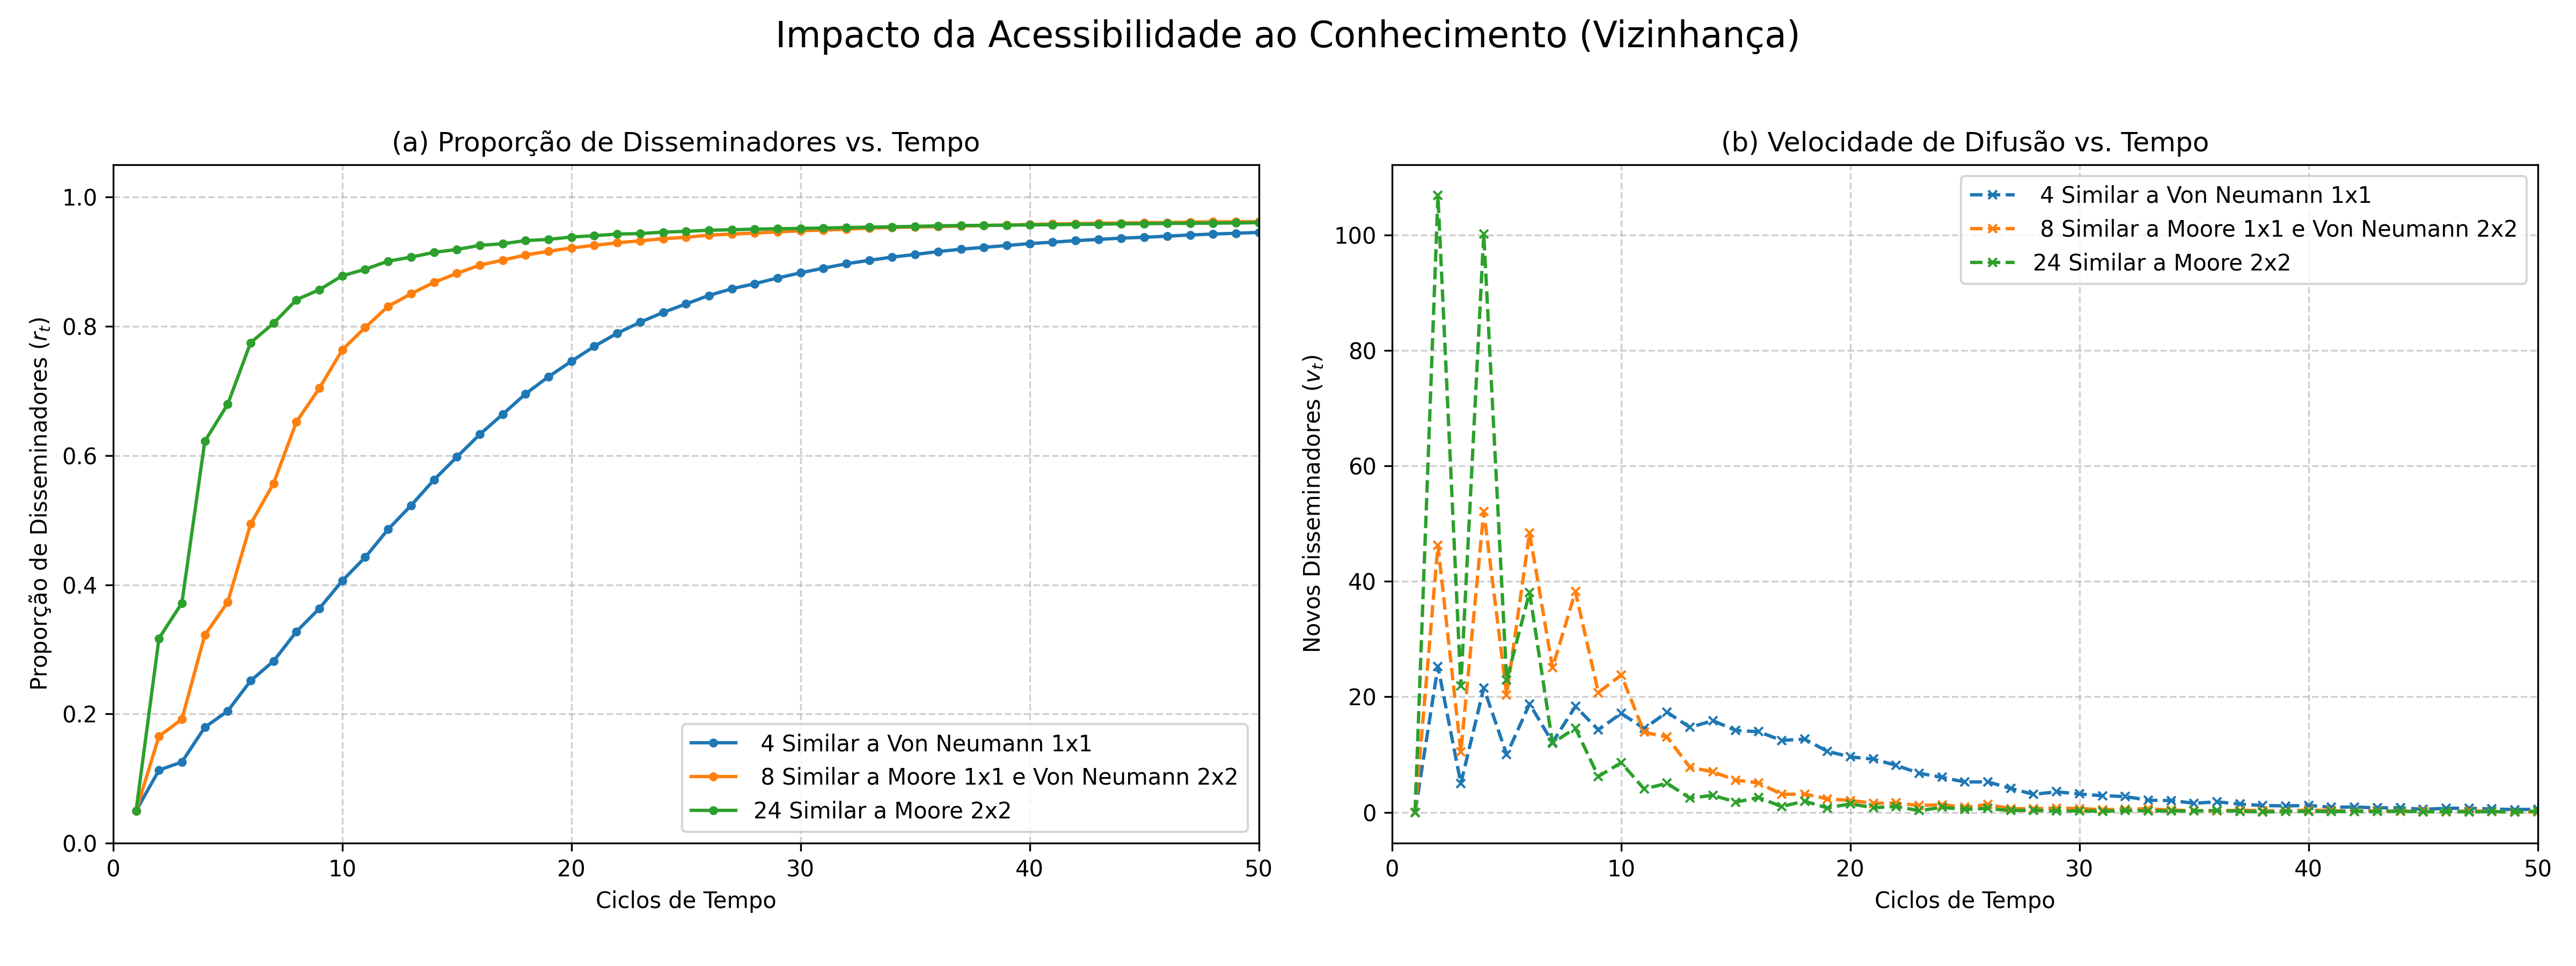 Impacto da Acessibilidade ao Conhecimento (Vizinhança)
(a) Proporção de Disseminadores vs. Tempo
Proporção de Disseminadores (r_t)
1.0
0.8
0.6
0.4
0.2
0.0
0 10 20 30 40 50
Ciclos de Tempo
4 Similar a Von Neumann 1x1
8 Similar a Moore 1x1 e Von Neumann 2x2
24 Similar a Moore 2x2
(b) Velocidade de Difusão vs. Tempo
Novos Disseminadores (v_t)
100
80
60
40
20
0
0 10 20 30 40 50
Ciclos de Tempo
4 Similar a Von Neumann 1x1
8 Similar a Moore 1x1 e Von Neumann 2x2
24 Similar a Moore 2x2